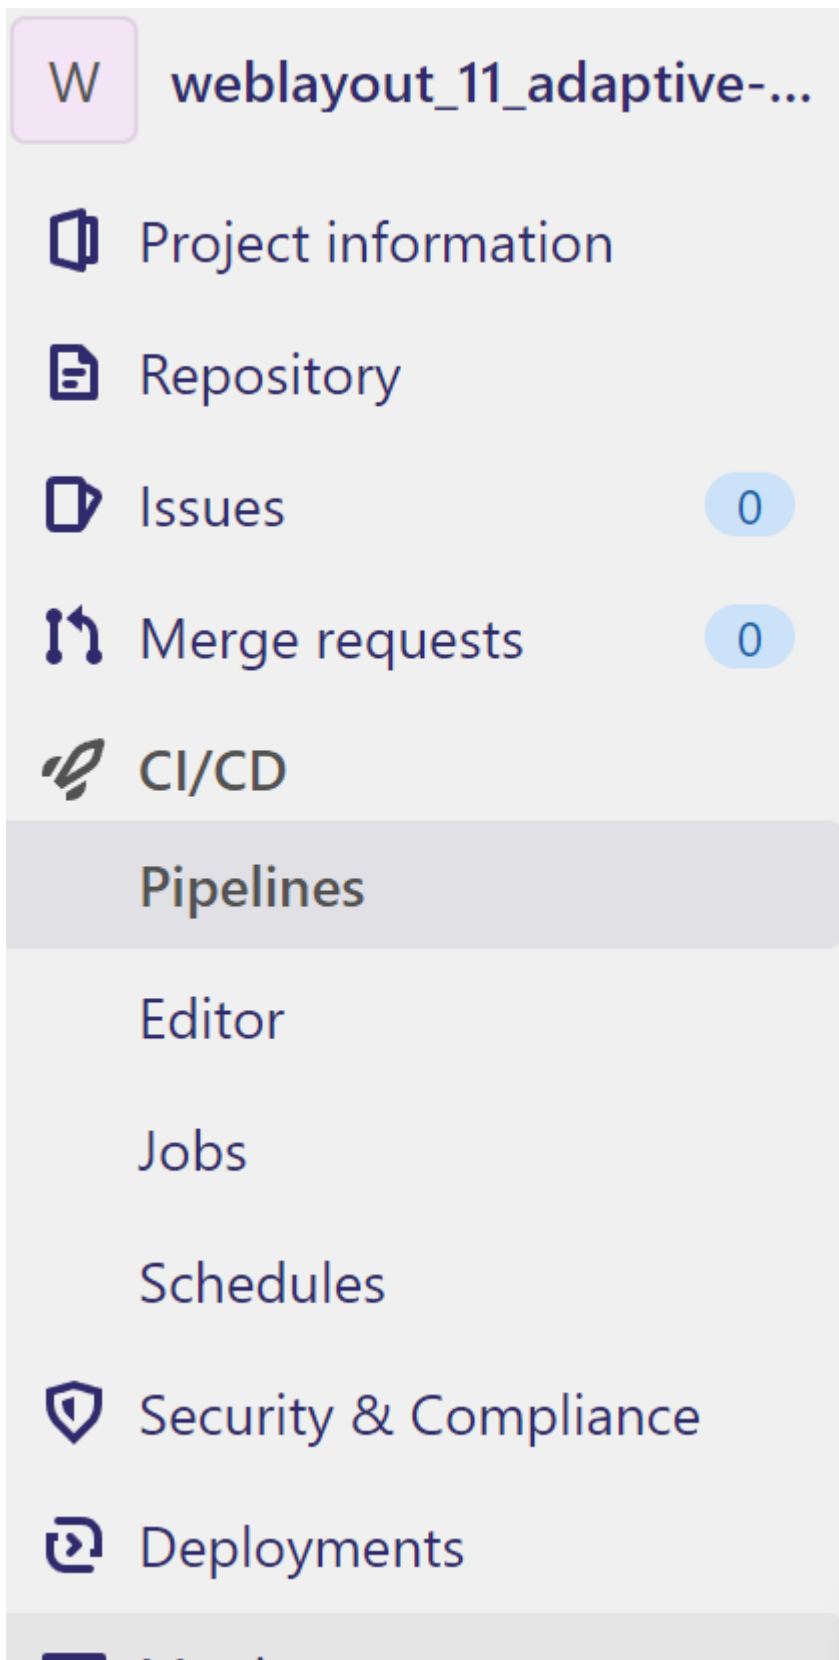 W weblayout_11_adaptive-...
Project information
Repository
Issues 0
Merge requests 0
CI/CD
Pipelines
Editor
Jobs
Schedules
Security & Compliance
Deployments